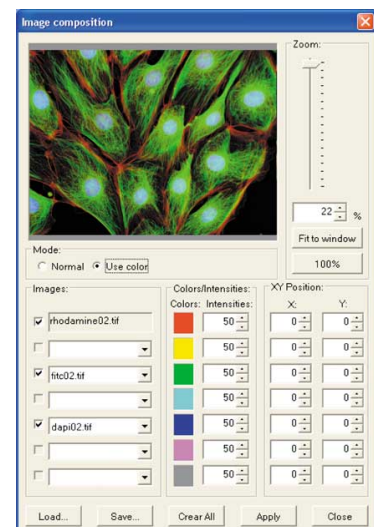 Image composition
Zoom:
22 %
Fit to window
100%
Mode:
Normal Use color
Images:
Colors/Intensities:
XY Position:
Colors: Intensities:
X: Y:
rhodamine02.tif 50 0 0
50 0 0
fitc02.tif 50 0 0
50 0 0
dapi02.tif 50 0 0
50 0 0
50 0 0
Load... Save... Crear All Apply Close